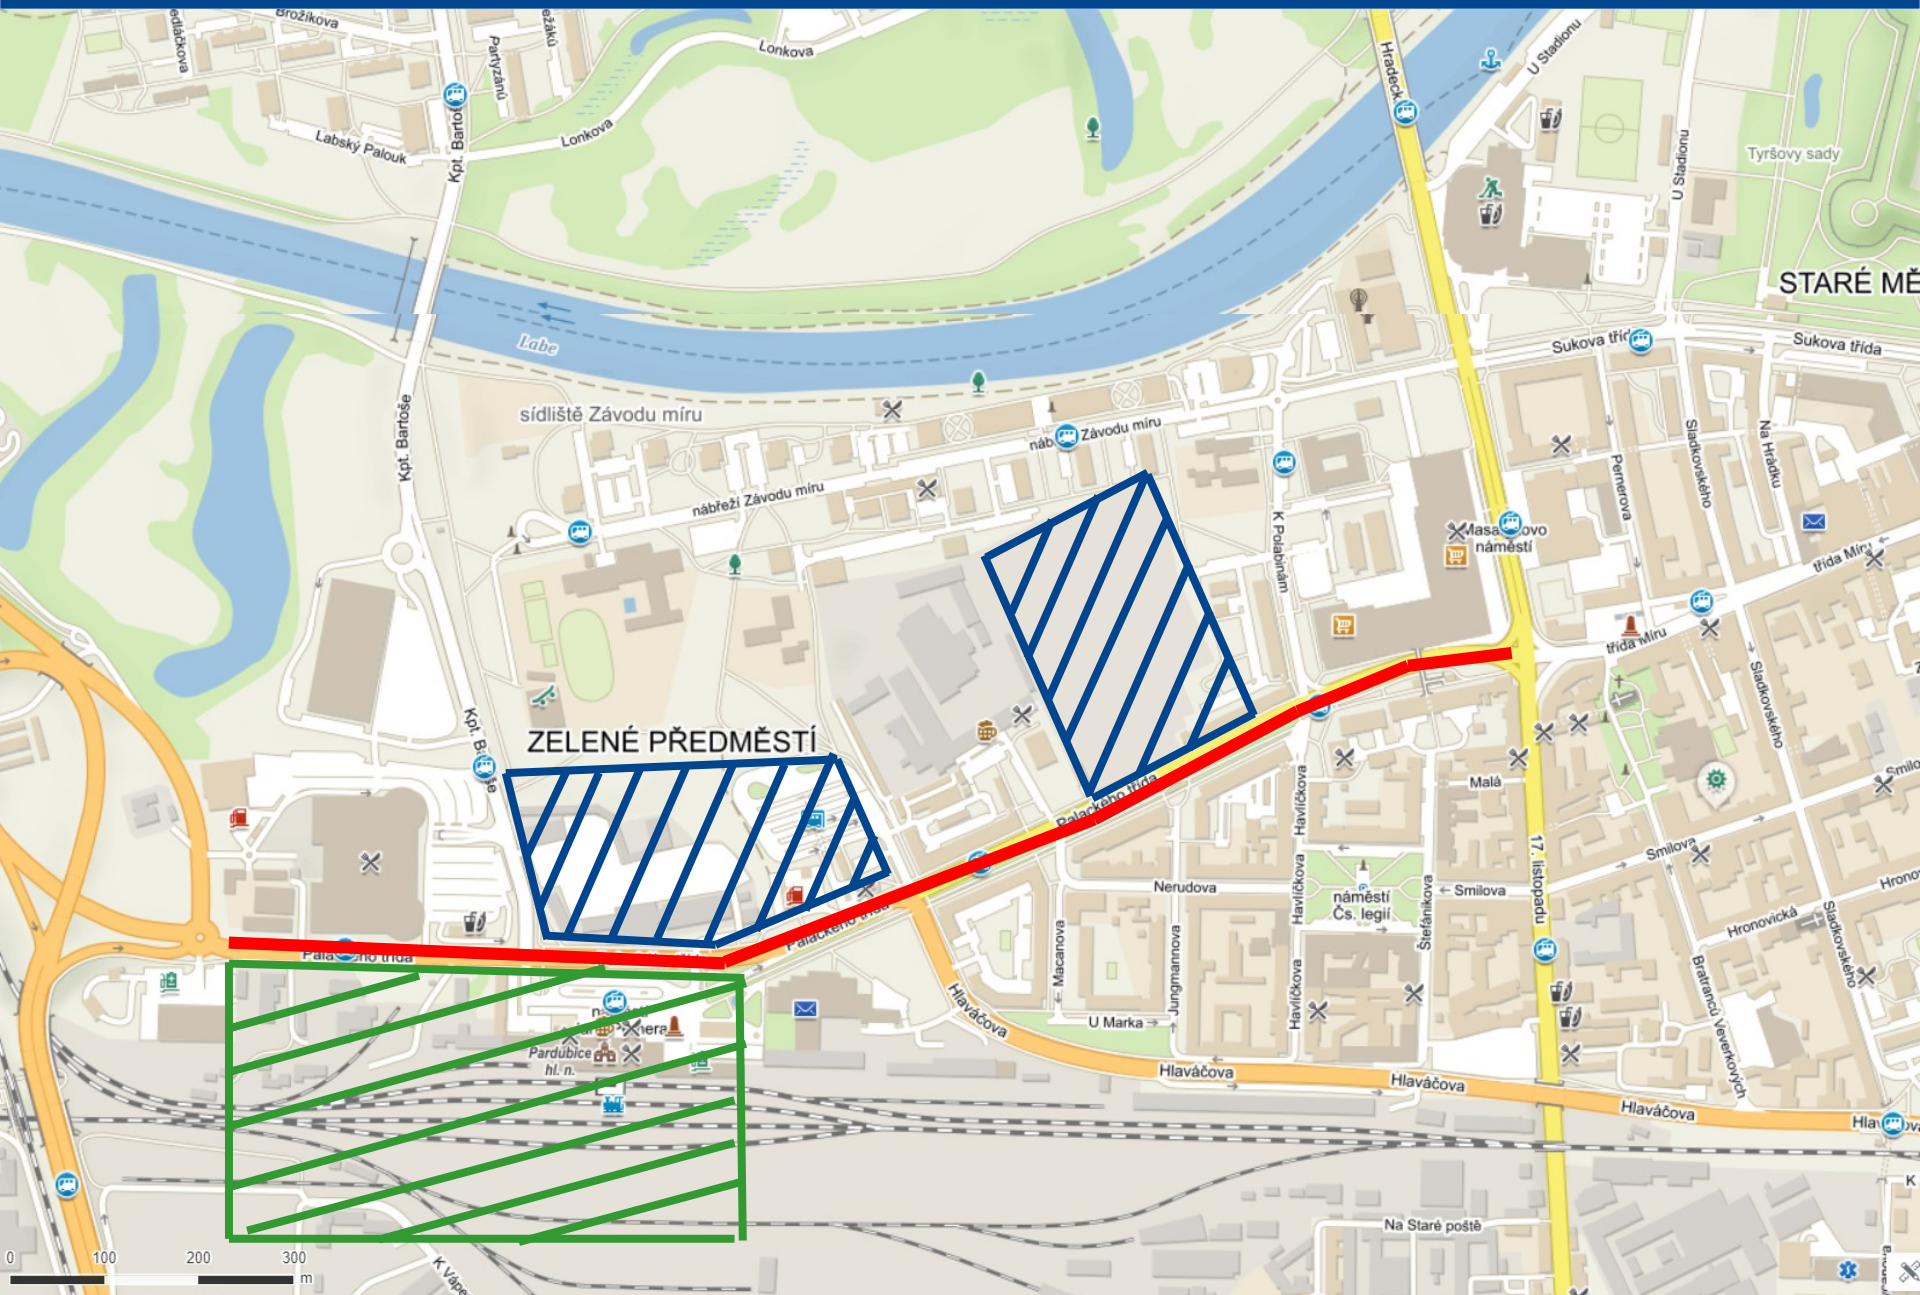 Brožíkova
Lonkova
Partyzánů
U Stadionu
Lonkova
Labský Palouk
Kpt. Bartoše
Tyršovy sady
U Stadionu
STARÉ MĚ
Labe
Sukova
Sukova třída
sídliště Závodu míru
Kpt. Bartoše
Závodu míru
nábřeží Závodu míru
K Polabinám
Pernerova
Sladkovského
Na Hrádku
náměstí
třída Míru
třída Míru
Sladkovského
ZELENÉ PŘEDMĚSTÍ
Kpt.
Palackého třída
Malá
Havlíčkova
17. listopadu
Smilova
Nerudova
Smilova
náměstí
Čs. legií
Havlíčkova
Štefánikova
Hronovická
Sladkovského
Palackého třída
třída
Macanova
Jungmannova
Havlíčkova
Bratranců Veverkových
Hlaváčova
U Marka
Pardubice
hl. n.
Hlaváčova
Hlaváčova
Hlaváčova
K
Na Staré poště
0 100 200 300
m